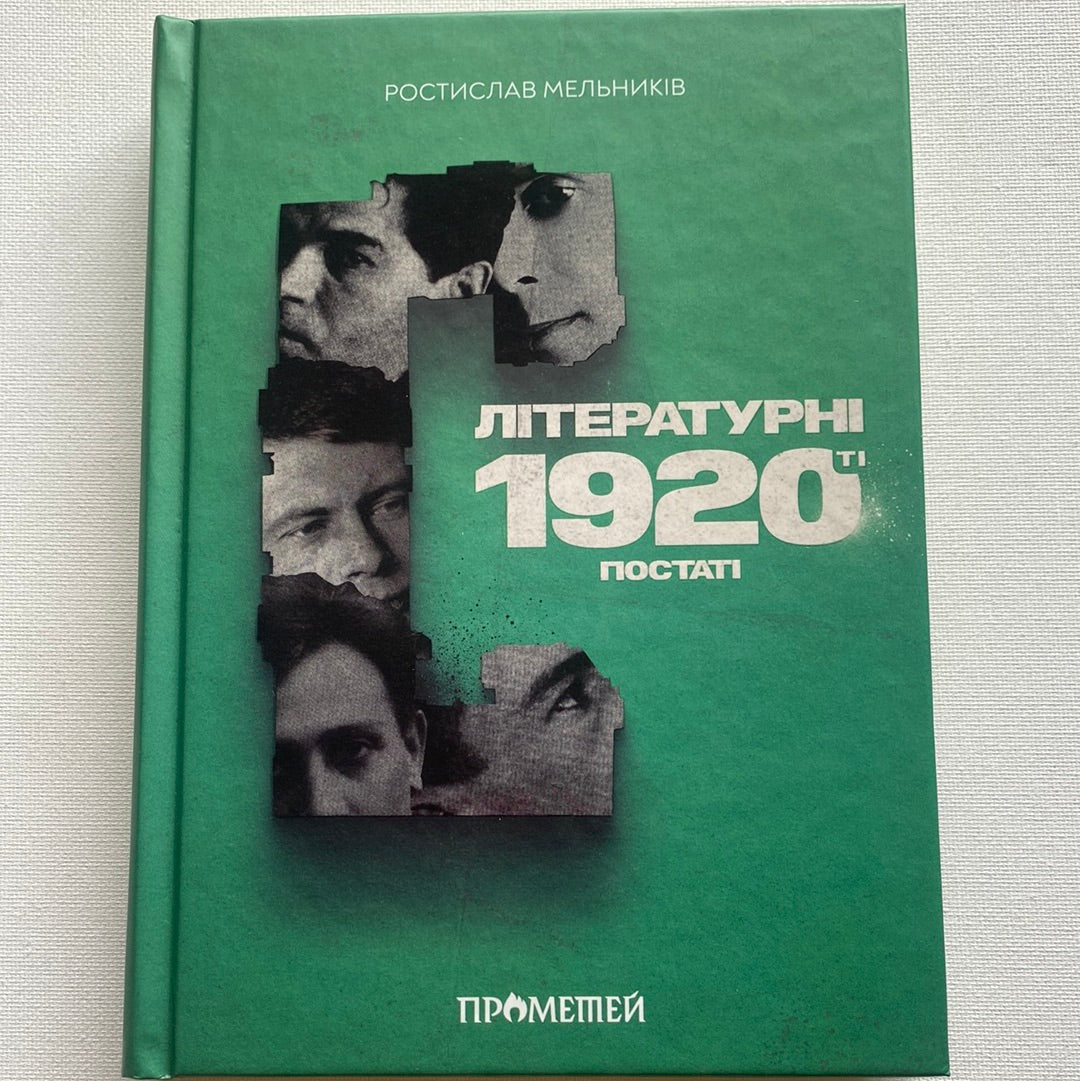 РОСТИСЛАВ МЕЛЬНИКІВ
ЛІТЕРАТУРНІ
1920ТІ
ПОСТАТІ
ПРОМЕТЕЙ